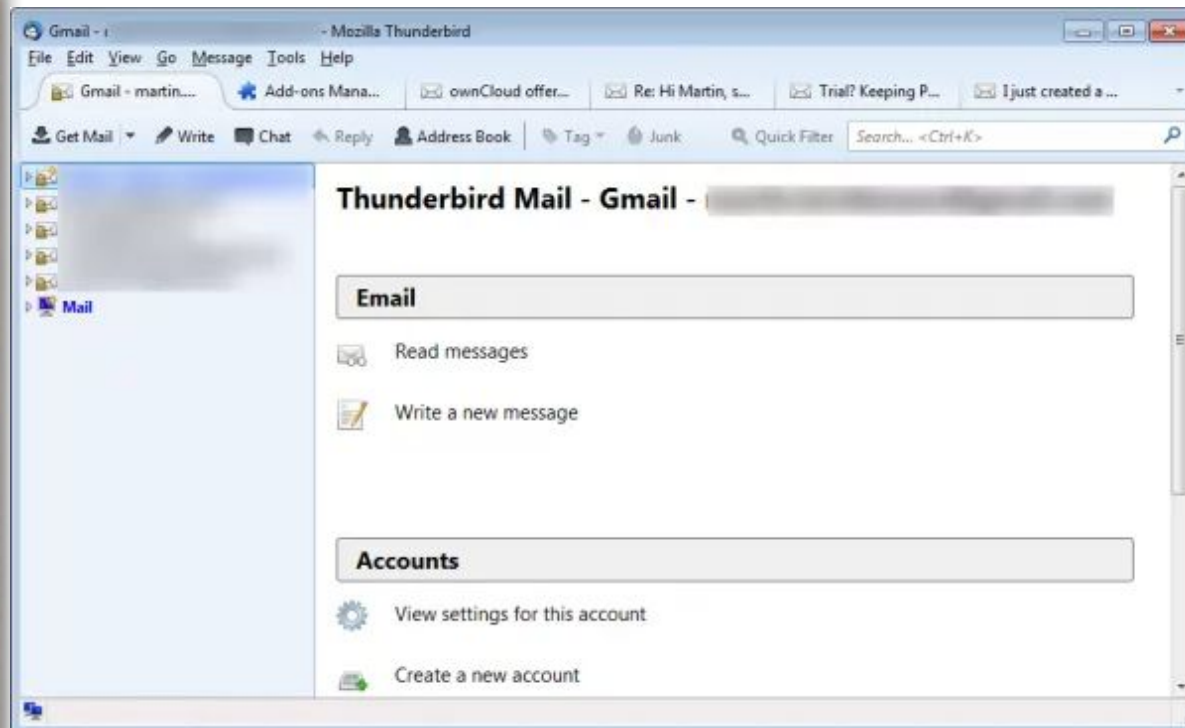 Gmail - - Mozilla Thunderbird
File Edit View Go Message Tools Help
Gmail - martin.... Add-ons Mana... ownCloud offer... Re: Hi Martin, s... Trial? Keeping P... I just created a ...
Get Mail Write Chat Reply Address Book Tag Junk Quick Filter Search... <Ctrl+K>
Thunderbird Mail - Gmail -
Mail
Email
Read messages
Write a new message
Accounts
View settings for this account
Create a new account